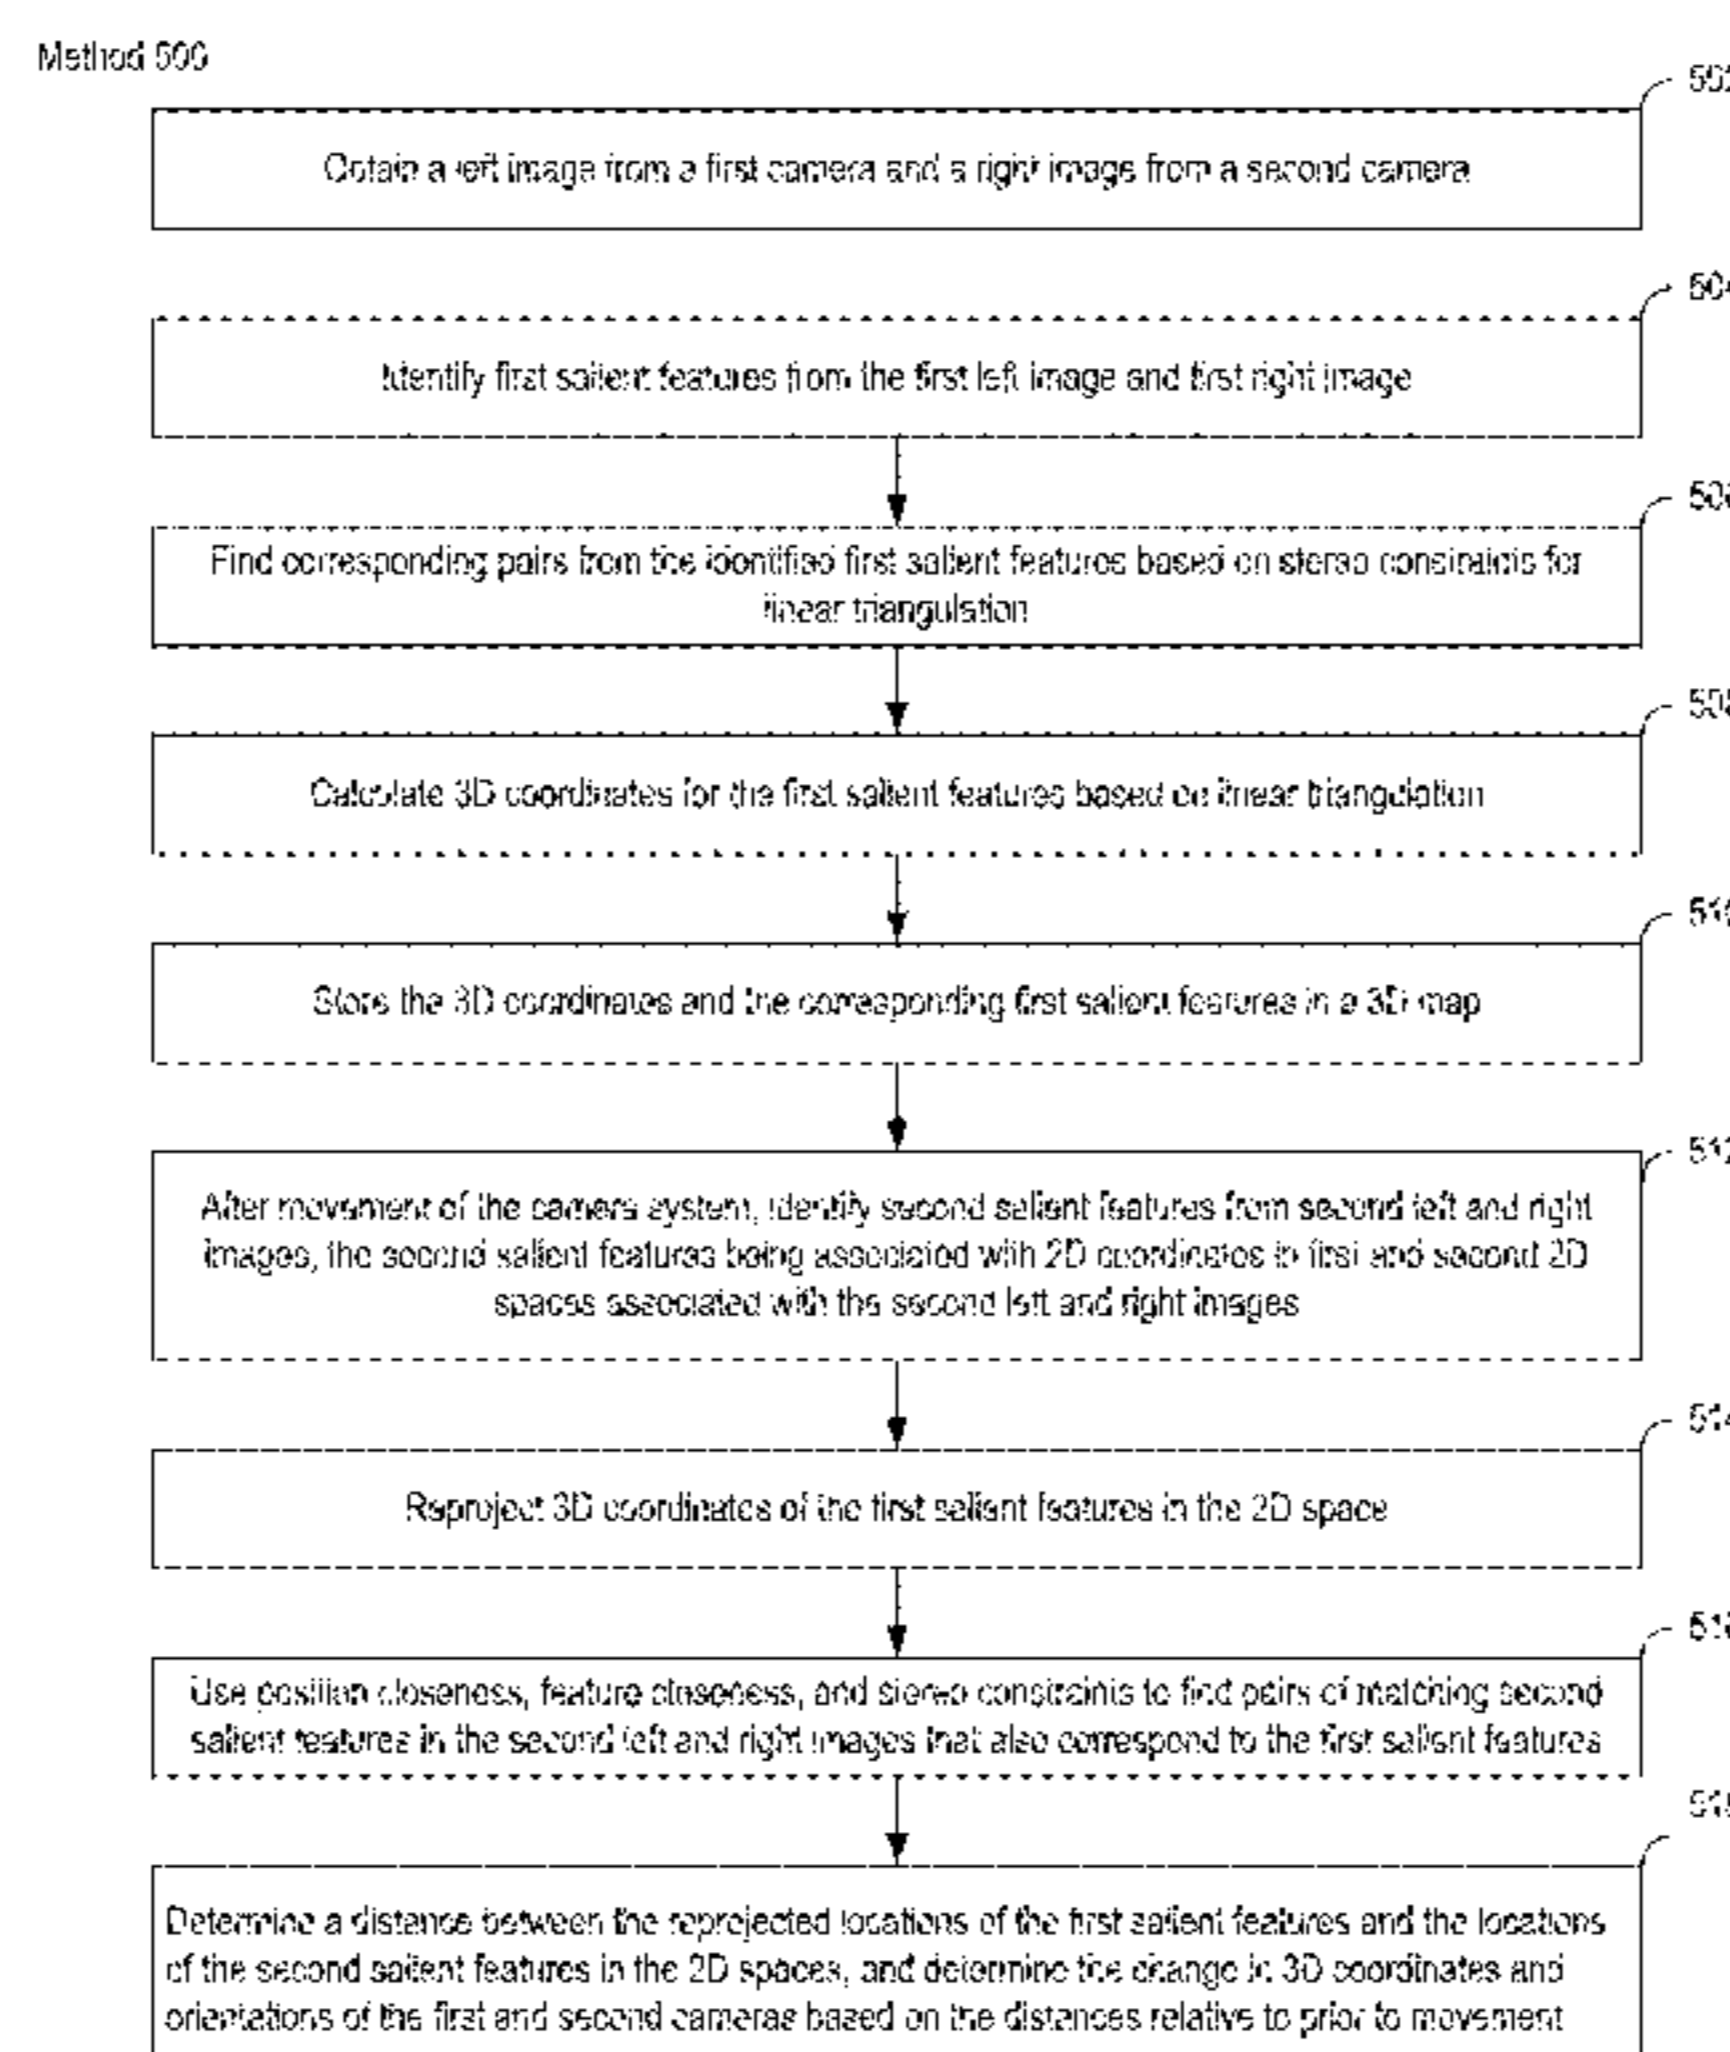 Method 500
502
Obtain a left image from a first camera and a right image from a second camera
504
Identify first salient features from the first left image and first right image
506
Find corresponding pairs from the identified first salient features based on stereo constraints for
linear triangulation
508
Calculate 3D coordinates for the first salient features based on linear triangulation
510
Store the 3D coordinates and the corresponding first salient features in a 3D map
512
After movement of the camera system, identify second salient features from second left and right
images, the second salient features being associated with 2D coordinates in first and second 2D
spaces associated with the second left and right images
514
Reproject 3D coordinates of the first salient features in the 2D space
516
Use position closeness, feature closeness, and stereo constraints to find pairs of matching second
salient features in the second left and right images that also correspond to the first salient features
518
Determine a distance between the reprojected locations of the first salient features and the locations
of the second salient features in the 2D spaces, and determine the change in 3D coordinates and
orientations of the first and second cameras based on the distances relative to prior to movement